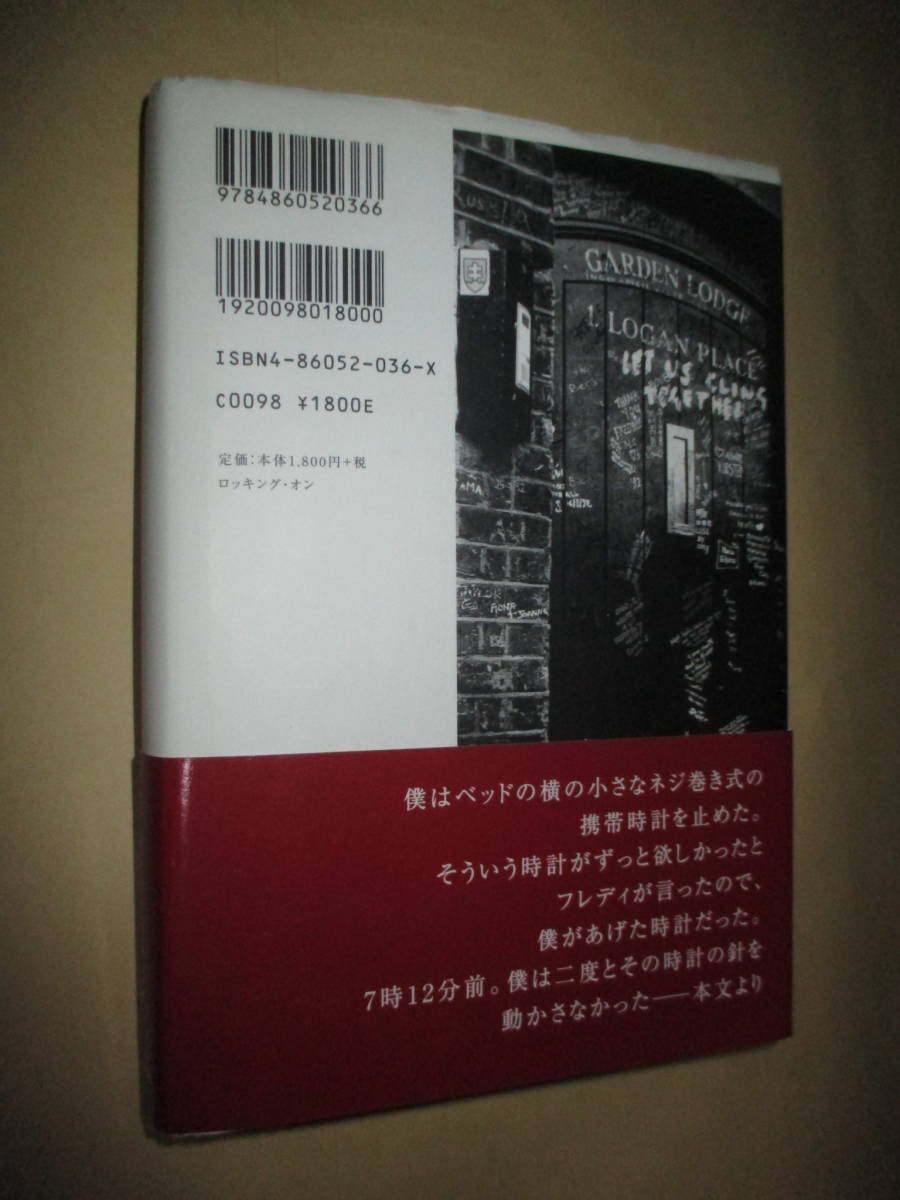 9784860520366
1920098018000
ISBN4-86052-036-X
C0098 ¥1800E
定価:本体1,800円+税
ロッキング・オン
GARDEN LODGE
1, LOGAN PLACE
LET US CLING
TOGETHER
僕はベッドの横の小さなネジ巻き式の
携帯時計を止めた。
そういう時計がずっと欲しかったと
フレディが言ったので、
僕があげた時計だった。
7時12分前。僕は二度とその時計の針を
動かさなかった──本文より